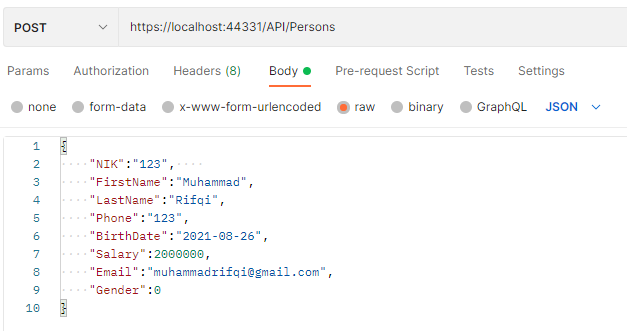 POST https://localhost:44331/API/Persons
Params Authorization Headers (8) Body Pre-request Script Tests Settings
none form-data x-www-form-urlencoded raw binary GraphQL JSON
1 {
2 "NIK":"123",
3 "FirstName":"Muhammad",
4 "LastName":"Rifqi",
5 "Phone":"123",
6 "BirthDate":"2021-08-26",
7 "Salary":2000000,
8 "Email":"muhammadrifqi@gmail.com",
9 "Gender":0
10 }